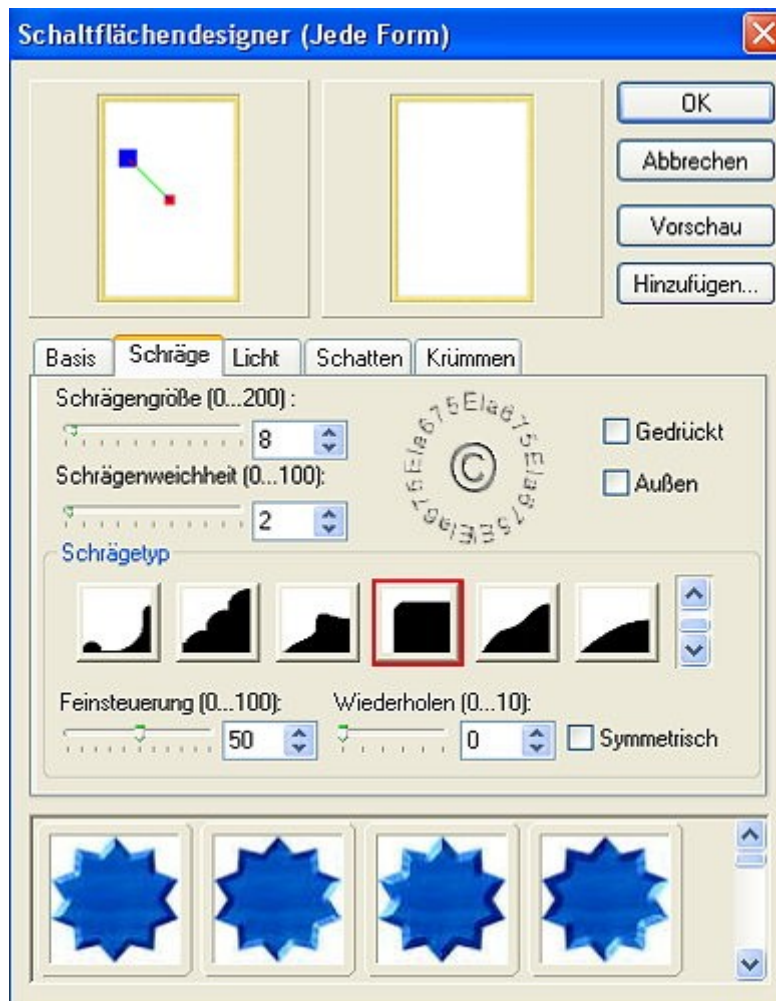 Schaltflächendesigner (Jede Form)
OK
Abbrechen
Vorschau
Hinzufügen...
Basis Schräge Licht Schatten Krümmen
Schrägengröße (0...200) :
8
Gedrückt
Schrägenweichheit (0...100):
Außen
2
Ela675Ela675Ela675Ela675
©
Schrägetyp
Feinsteuerung (0...100): Wiederholen (0...10):
50 0 Symmetrisch